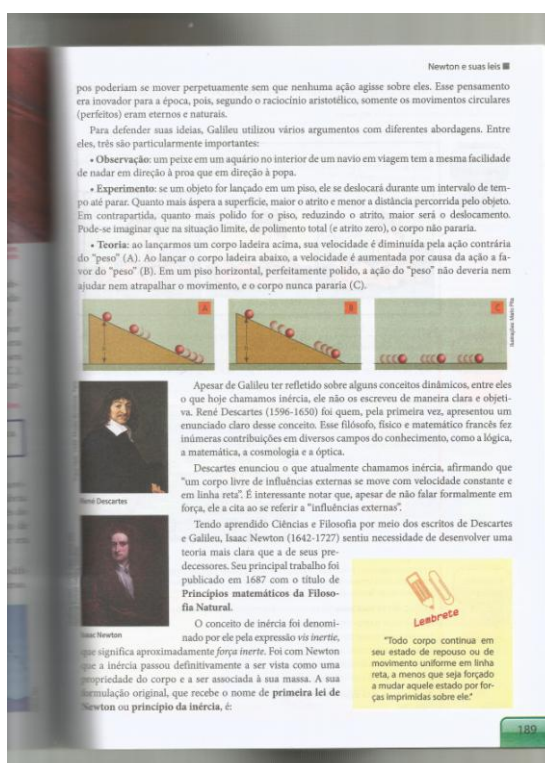 Newton e suas leis
pos poderiam se mover perpetuamente sem que nenhuma ação agisse sobre eles. Esse pensamento
era inovador para a época, pois, segundo o raciocínio aristotélico, somente os movimentos circulares
(perfeitos) eram eternos e naturais.
Para defender suas ideias, Galileu utilizou vários argumentos com diferentes abordagens. Entre
eles, três são particularmente importantes:
• Observação: um peixe em um aquário no interior de um navio em viagem tem a mesma facilidade
de nadar em direção à proa que em direção à popa.
• Experimento: se um objeto for lançado em um piso, ele se deslocará durante um intervalo de tem-
po até parar. Quanto mais áspera a superfície, maior o atrito e menor a distância percorrida pelo objeto.
Em contrapartida, quanto mais polido for o piso, reduzindo o atrito, maior será o deslocamento.
Pode-se imaginar que na situação limite, de polimento total (e atrito zero), o corpo não pararia.
• Teoria: ao lançarmos um corpo ladeira acima, sua velocidade é diminuída pela ação contrária
do "peso" (A). Ao lançar o corpo ladeira abaixo, a velocidade é aumentada por causa da ação a fa-
vor do "peso" (B). Em um piso horizontal, perfeitamente polido, a ação do "peso" não deveria nem
ajudar nem atrapalhar o movimento, e o corpo nunca pararia (C).
A
B
C
Ilustrações: Mario Pita
Apesar de Galileu ter refletido sobre alguns conceitos dinâmicos, entre eles
o que hoje chamamos inércia, ele não os escreveu de maneira clara e objeti-
va. René Descartes (1596-1650) foi quem, pela primeira vez, apresentou um
enunciado claro desse conceito. Esse filósofo, físico e matemático francês fez
inúmeras contribuições em diversos campos do conhecimento, como a lógica,
a matemática, a cosmologia e a óptica.
Descartes enunciou o que atualmente chamamos inércia, afirmando que
"um corpo livre de influências externas se move com velocidade constante e
em linha reta". É interessante notar que, apesar de não falar formalmente em
força, ele a cita ao se referir a "influências externas".
René Descartes
Tendo aprendido Ciências e Filosofia por meio dos escritos de Descartes
e Galileu, Isaac Newton (1642-1727) sentiu necessidade de desenvolver uma
teoria mais clara que a de seus pre-
decessores. Seu principal trabalho foi
publicado em 1687 com o título de
Princípios matemáticos da Filoso-
fia Natural.
O conceito de inércia foi denomi-
nado por ele pela expressão vis inertie,
Isaac Newton
que significa aproximadamente força inerte. Foi com Newton
que a inércia passou definitivamente a ser vista como uma
propriedade do corpo e a ser associada à sua massa. A sua
formulação original, que recebe o nome de primeira lei de
Newton ou princípio da inércia, é:
Lembrete
"Todo corpo continua em
seu estado de repouso ou de
movimento uniforme em linha
reta, a menos que seja forçado
a mudar aquele estado por for-
ças imprimidas sobre ele."
189